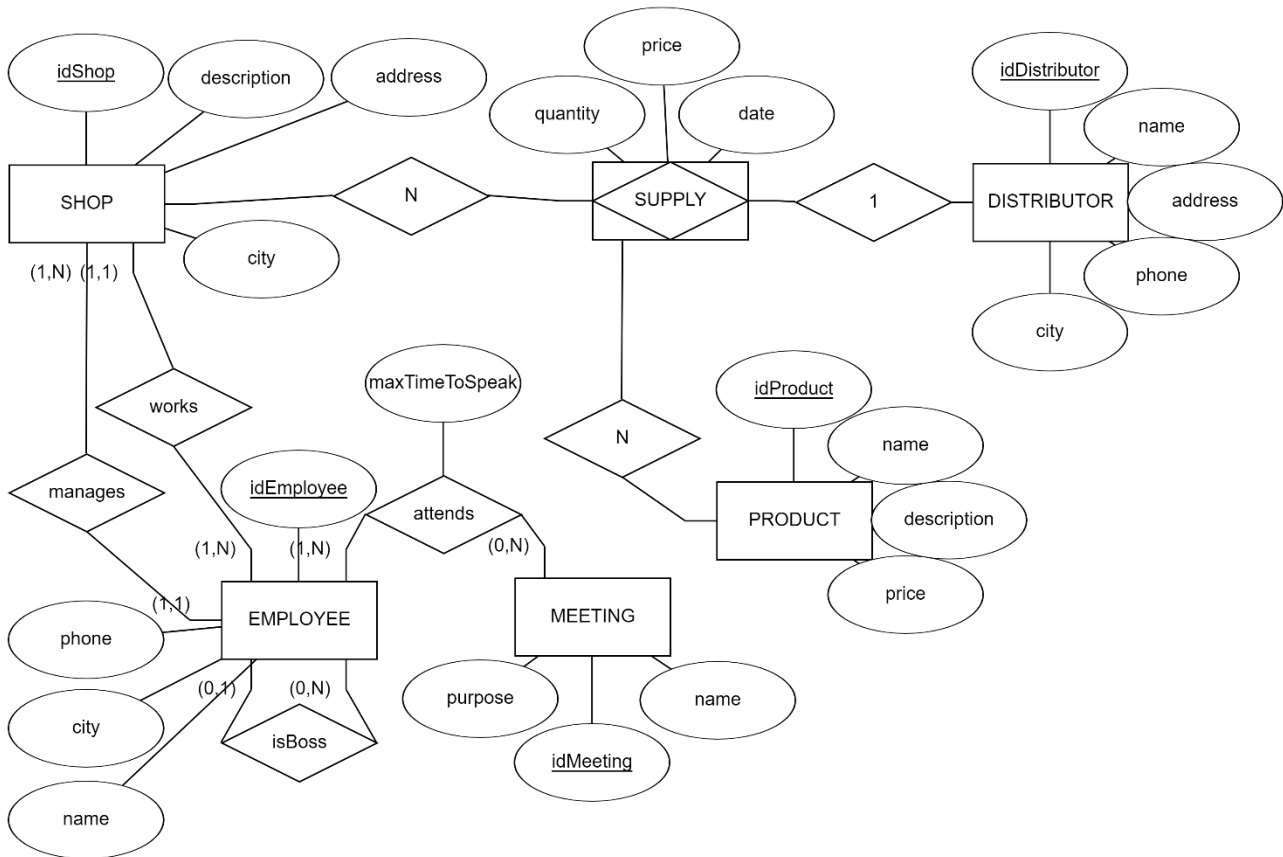 price
idShop
description
address
idDistributor
quantity
date
name
SHOP
N
SUPPLY
1
DISTRIBUTOR
address
city
(1,N)
(1,1)
phone
city
maxTimeToSpeak
idProduct
works
name
N
idEmployee
manages
attends
description
PRODUCT
(1,N)
(1,N)
(0,N)
price
(1,1)
EMPLOYEE
MEETING
phone
(0,1)
(0,N)
purpose
name
city
isBoss
idMeeting
name